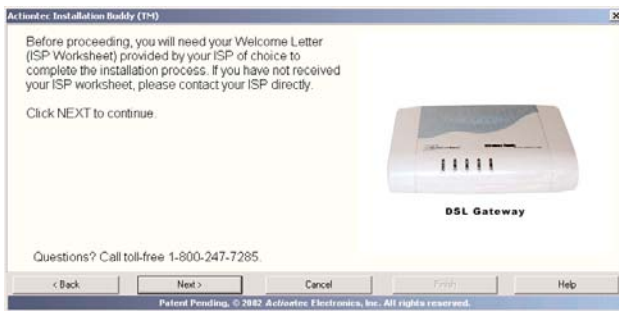 Actiontec Installation Buddy (TM)
Before proceeding, you will need your Welcome Letter
(ISP Worksheet) provided by your ISP of choice to
complete the installation process. If you have not received
your ISP worksheet, please contact your ISP directly.
Click NEXT to continue.
DSL Gateway
Questions? Call toll-free 1-800-247-7285.
< Back
Next >
Cancel
Finish
Help
Patent Pending, © 2002 Actiontec Electronics, Inc. All rights reserved.